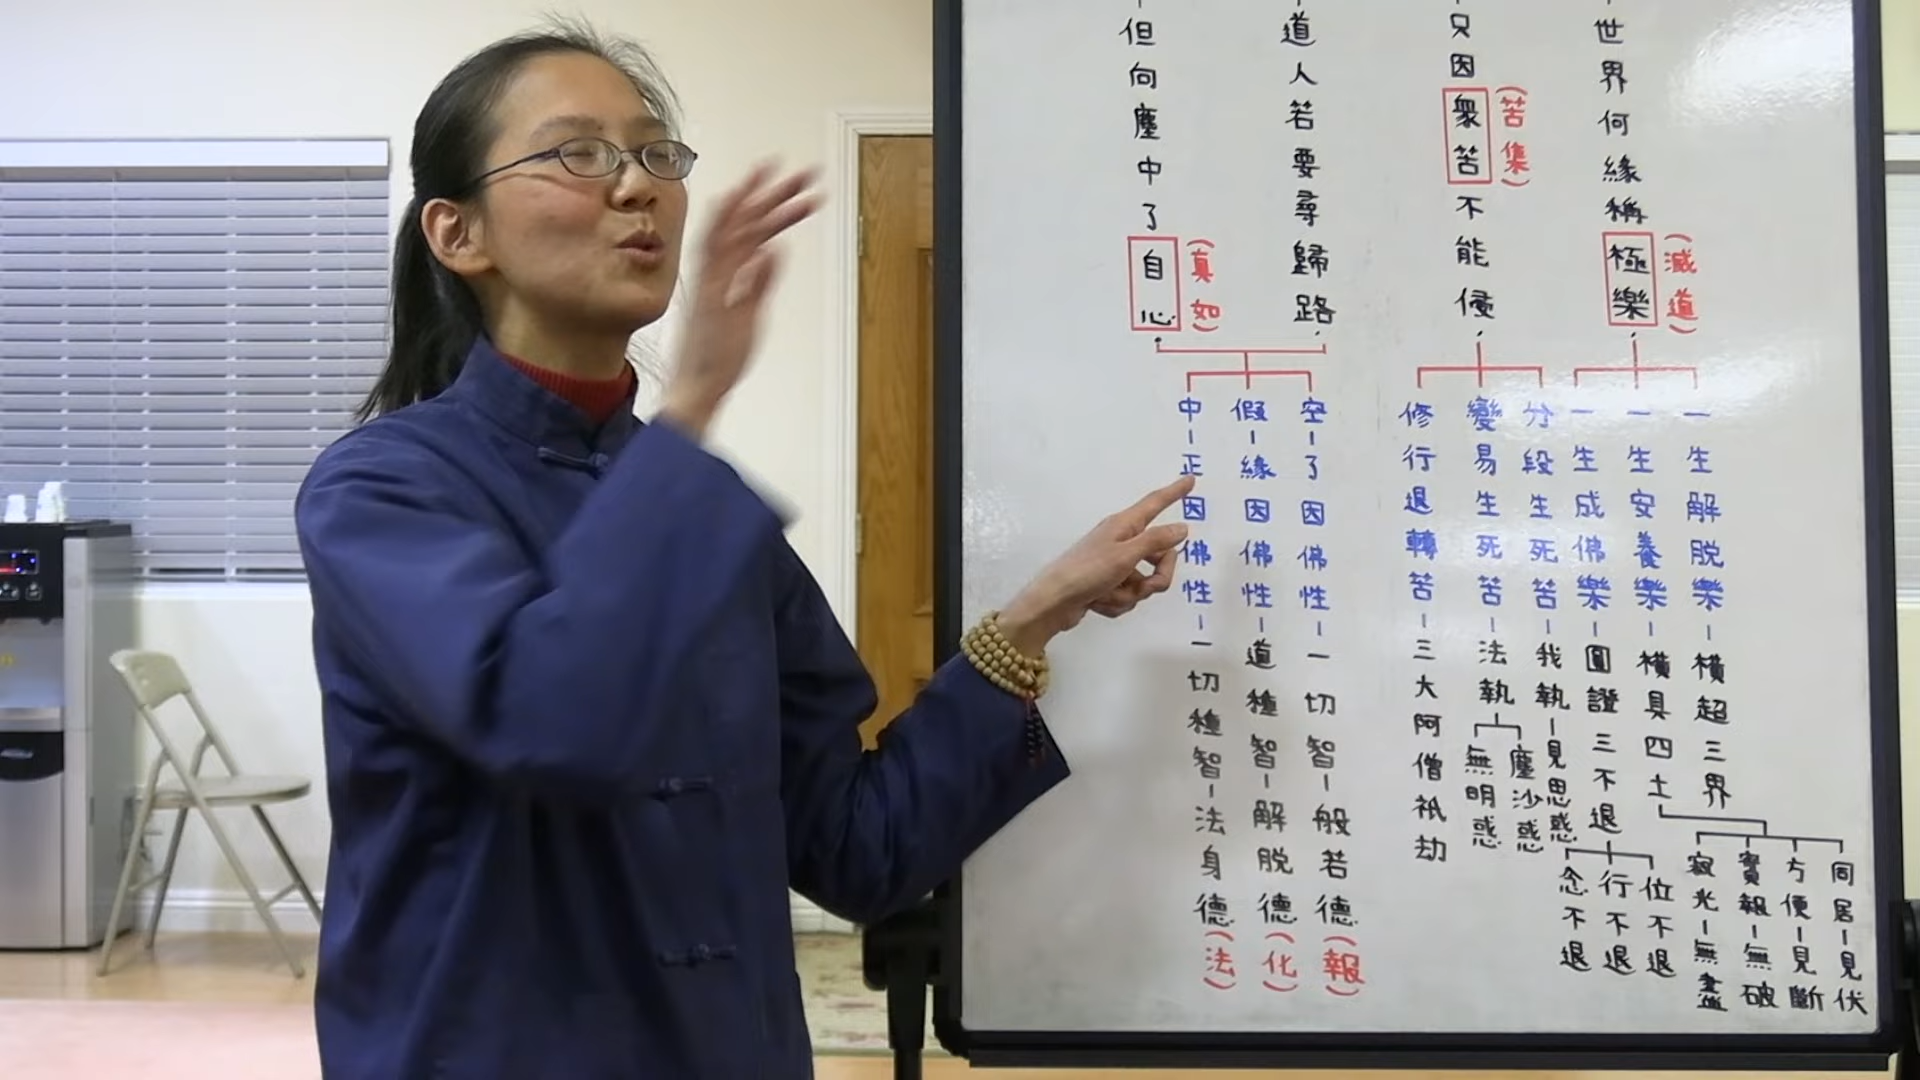 世界何緣稱極樂
(滅道)
只因眾苦不能侵
(苦集)
道人若要尋歸路
但向塵中了自心
(真如)
一生解脫樂-橫超三界
一生安養樂-橫具四土
同居-見伏
方便-見斷
實報-無破
寂光-無盡
一生成佛樂-圓證三不退
位不退
行不退
念不退
分段生死苦-我執-見思惑
變易生死苦-法執
塵沙惑
無明惑
修行退轉苦-三大阿僧祇劫
空-了因佛性-一切智-般若德(報)
假-緣因佛性-道種智-解脫德(化)
中-正因佛性-一切種智-法身德(法)